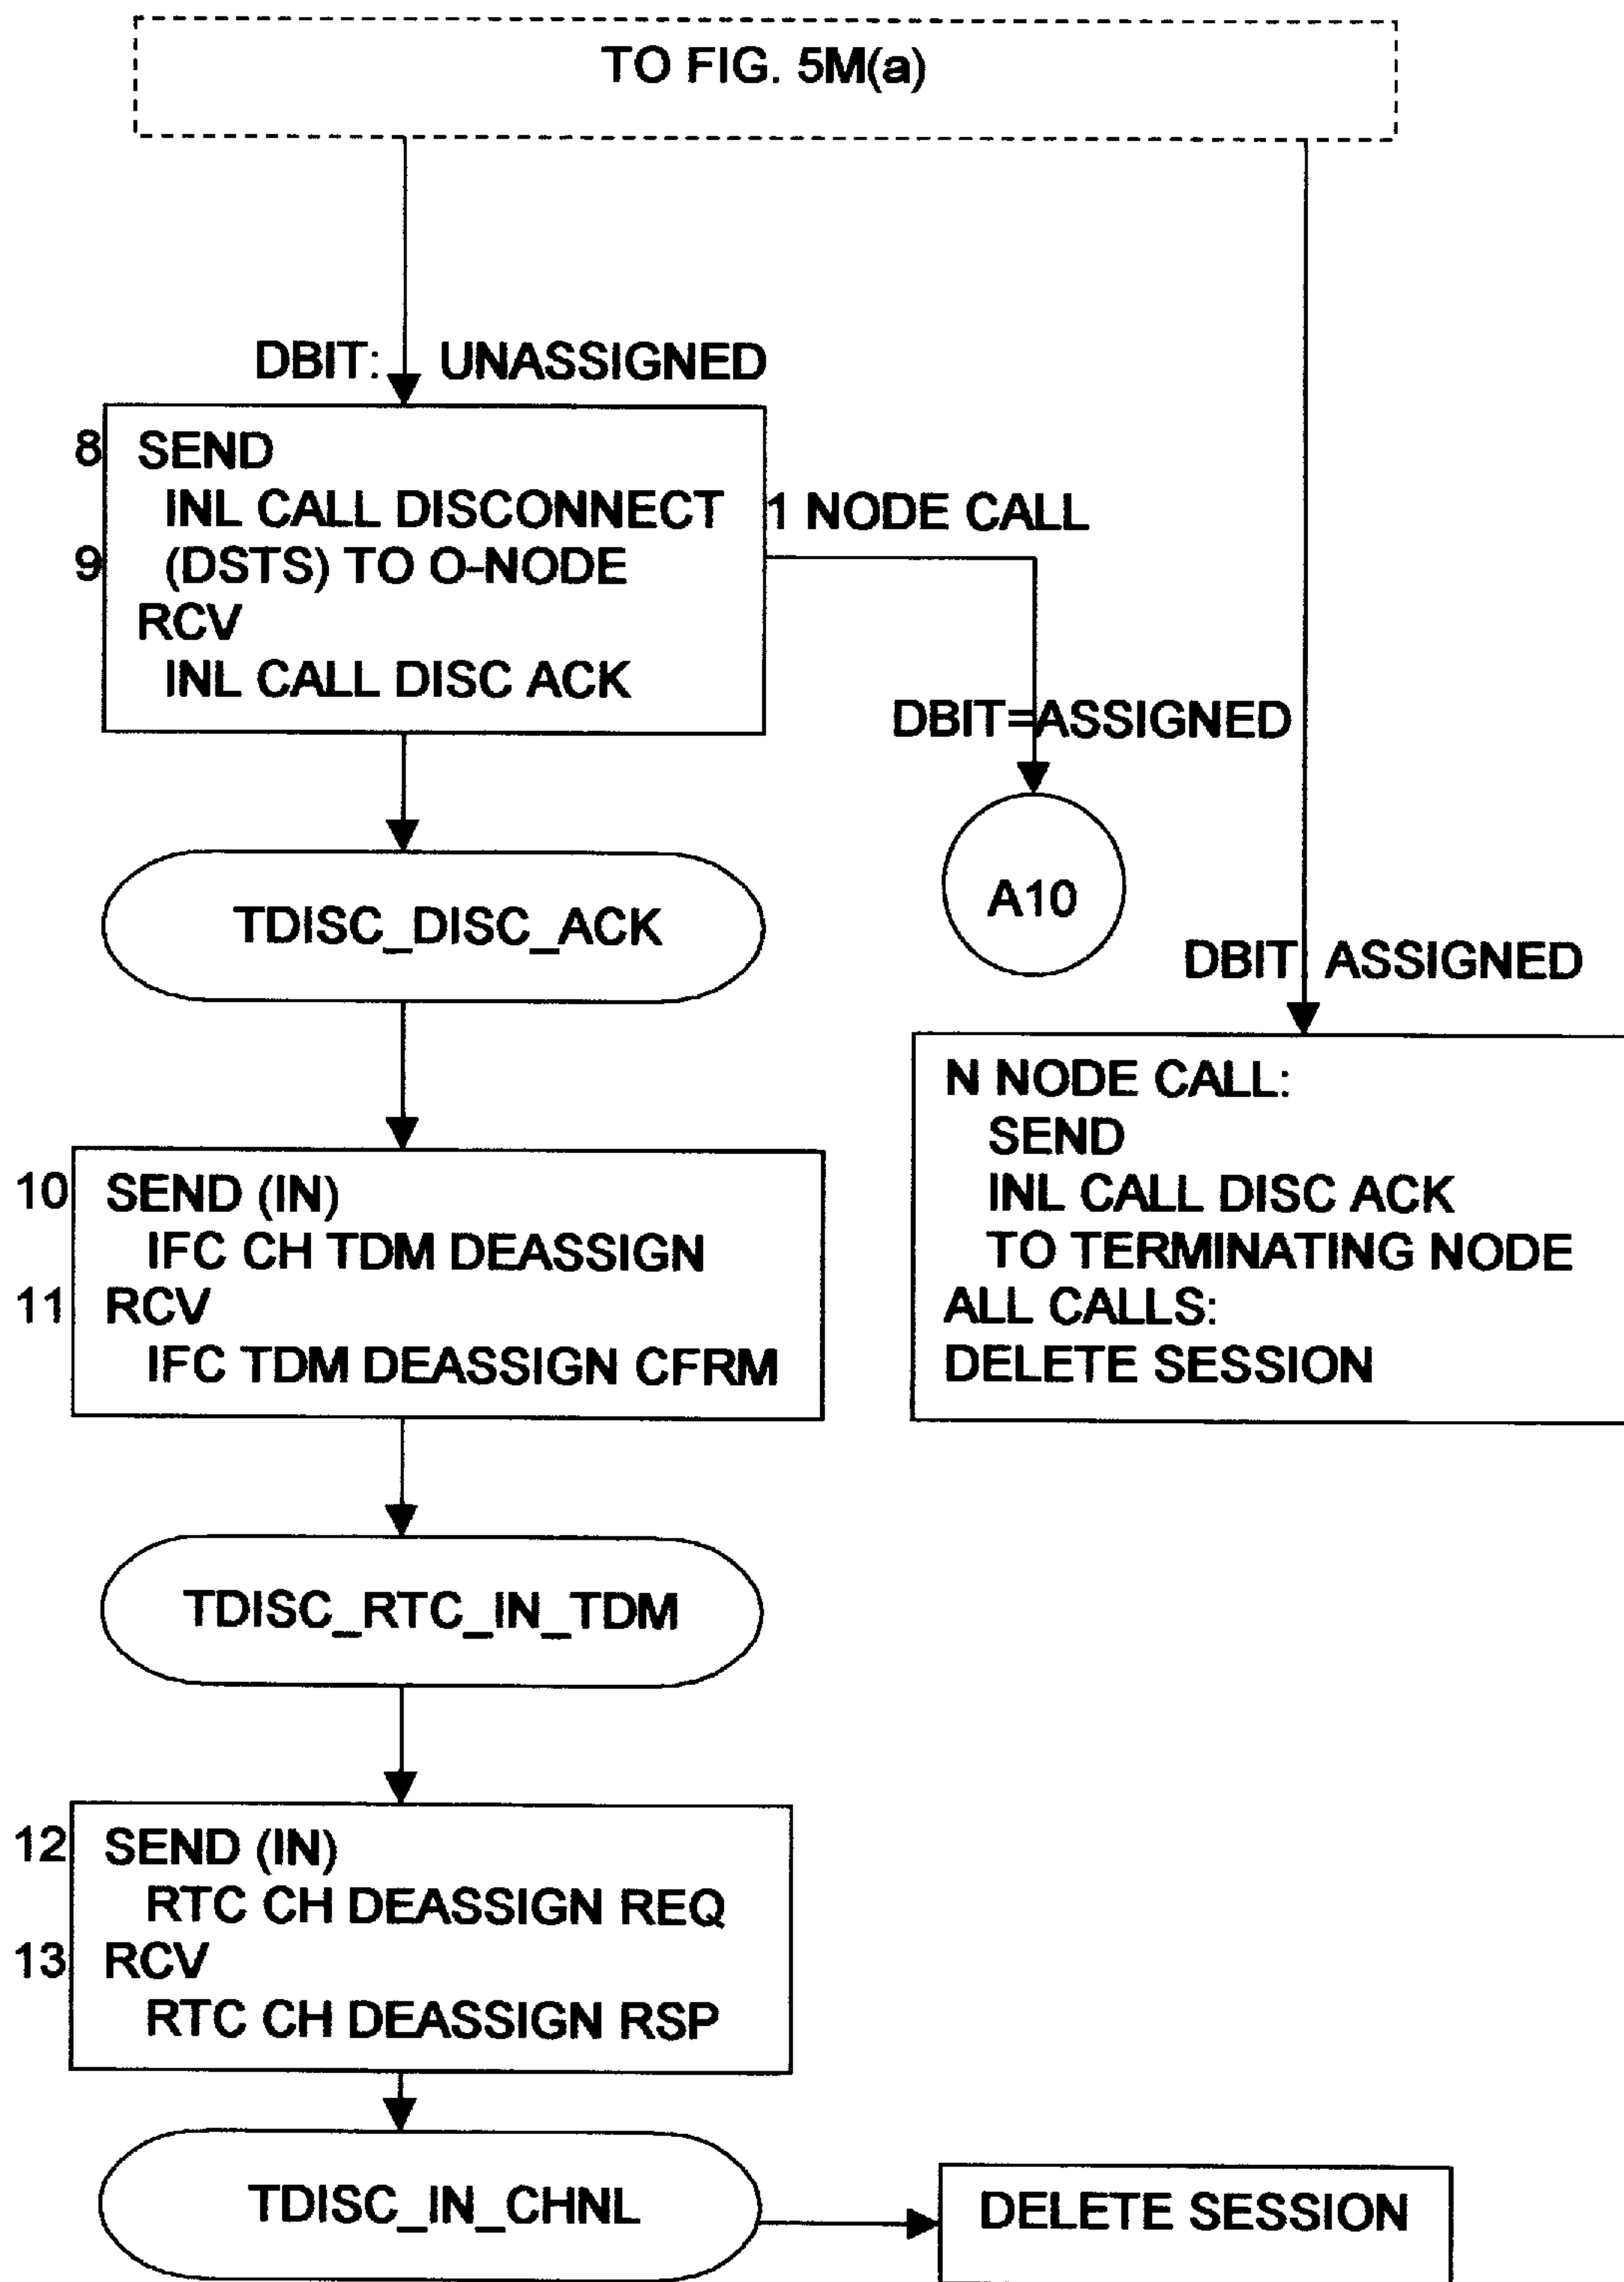 TO FIG. 5M(a)
DBIT: UNASSIGNED
8 SEND
INL CALL DISCONNECT
9 (DSTS) TO O-NODE
RCV
INL CALL DISC ACK
1 NODE CALL
DBIT=ASSIGNED
A10
TDISC_DISC_ACK
DBIT ASSIGNED
N NODE CALL:
SEND
INL CALL DISC ACK
TO TERMINATING NODE
ALL CALLS:
DELETE SESSION
10 SEND (IN)
IFC CH TDM DEASSIGN
11 RCV
IFC TDM DEASSIGN CFRM
TDISC_RTC_IN_TDM
12 SEND (IN)
RTC CH DEASSIGN REQ
13 RCV
RTC CH DEASSIGN RSP
TDISC_IN_CHNL
DELETE SESSION